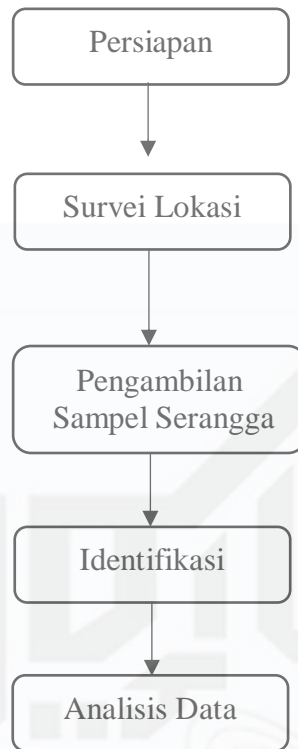 Persiapan
Survei Lokasi
Pengambilan
Sampel Serangga
Identifikasi
Analisis Data